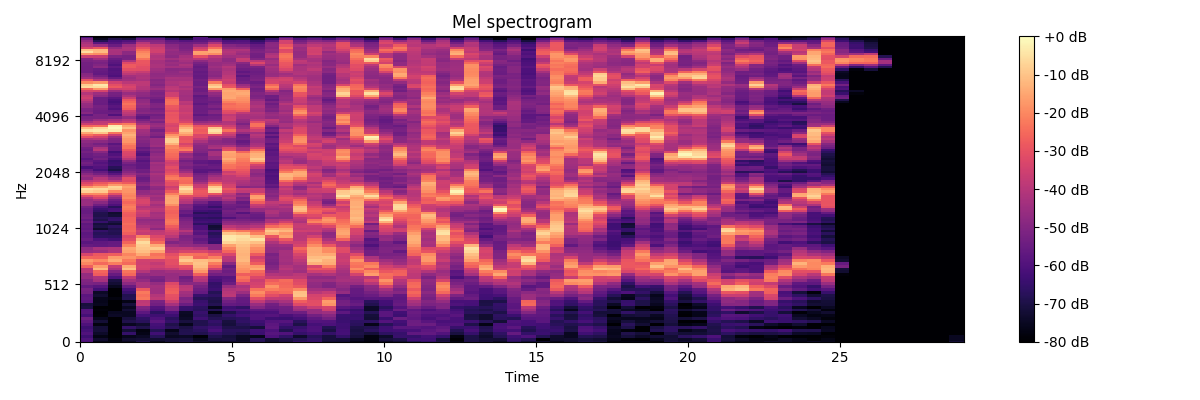 Mel spectrogram
Hz
8192
4096
2048
1024
512
0
0 5 10 15 20 25
Time
+0 dB
-10 dB
-20 dB
-30 dB
-40 dB
-50 dB
-60 dB
-70 dB
-80 dB